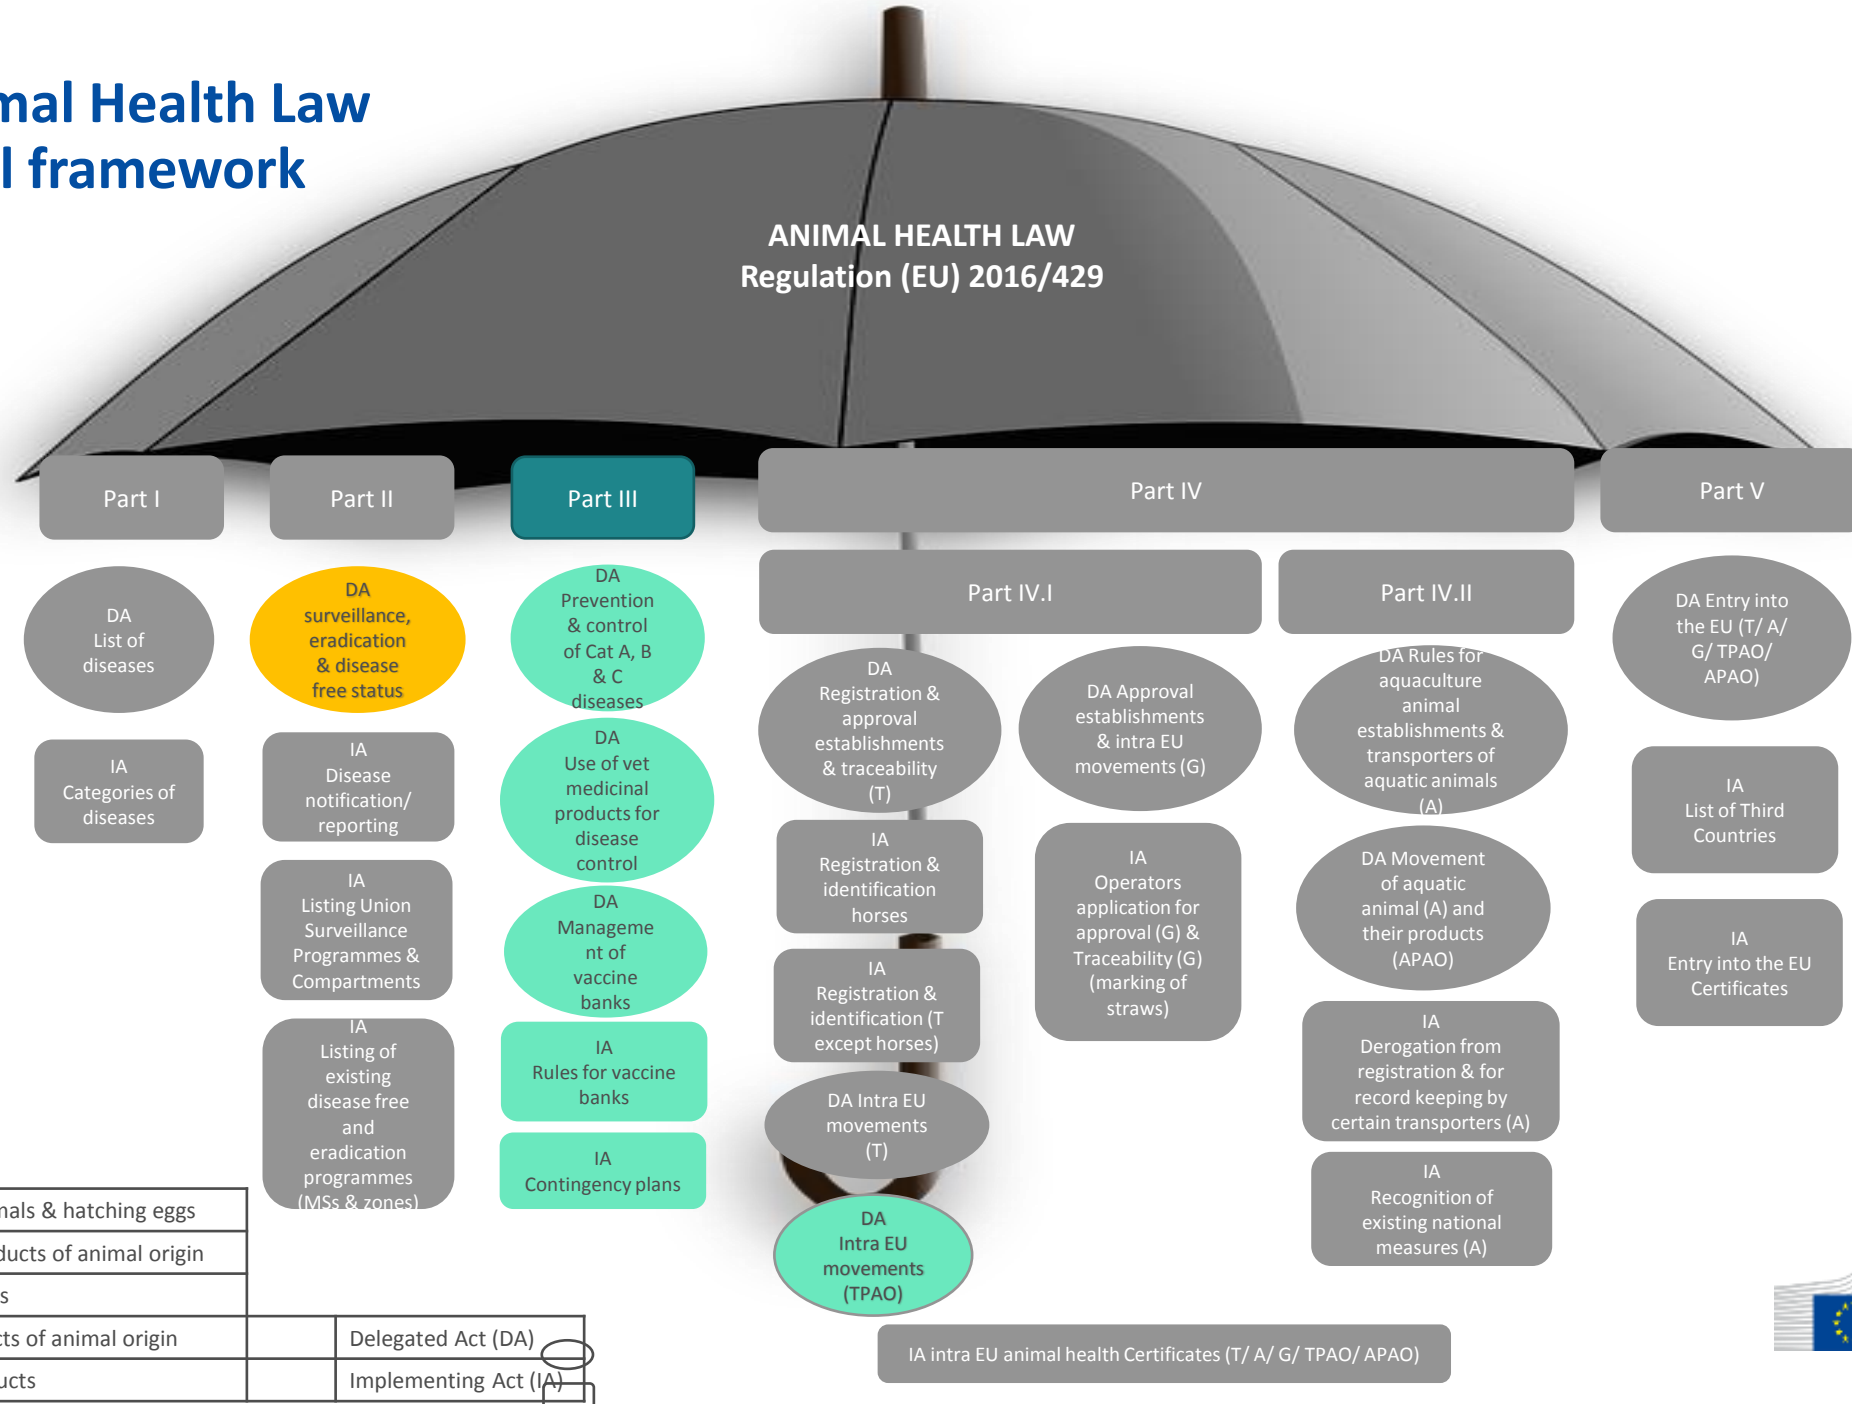 mal Health Law
l framework
ANIMAL HEALTH LAW
Regulation (EU) 2016/429
Part I
Part II
Part III
Part IV
Part V
Part IV.I
Part IV.II
DA
List of
diseases
IA
Categories of
diseases
DA
surveillance,
eradication
& disease
free status
IA
Disease
notification/
reporting
IA
Listing Union
Surveillance
Programmes &
Compartments
IA
Listing of
existing
disease free
and
eradication
programmes
(MSs & zones)
DA
Prevention
& control
of Cat A, B
& C
diseases
DA
Use of vet
medicinal
products for
disease
control
DA
Manageme
nt of
vaccine
banks
IA
Rules for vaccine
banks
IA
Contingency plans
DA
Registration &
approval
establishments
& traceability
(T)
IA
Registration &
identification
horses
IA
Registration &
identification (T
except horses)
DA Intra EU
movements
(T)
DA
Intra EU
movements
(TPAO)
DA Approval
establishments
& intra EU
movements (G)
IA
Operators
application for
approval (G) &
Traceability (G)
(marking of
straws)
DA Rules for
aquaculture
animal
establishments &
transporters of
aquatic animals
(A)
DA Movement
of aquatic
animal (A) and
their products
(APAO)
IA
Derogation from
registration & for
record keeping by
certain transporters (A)
IA
Recognition of
existing national
measures (A)
DA Entry into
the EU (T/ A/
G/ TPAO/
APAO)
IA
List of Third
Countries
IA
Entry into the EU
Certificates
IA intra EU animal health Certificates (T/ A/ G/ TPAO/ APAO)
mals & hatching eggs
ducts of animal origin
s
cts of animal origin
Delegated Act (DA)
ucts
Implementing Act (IA)